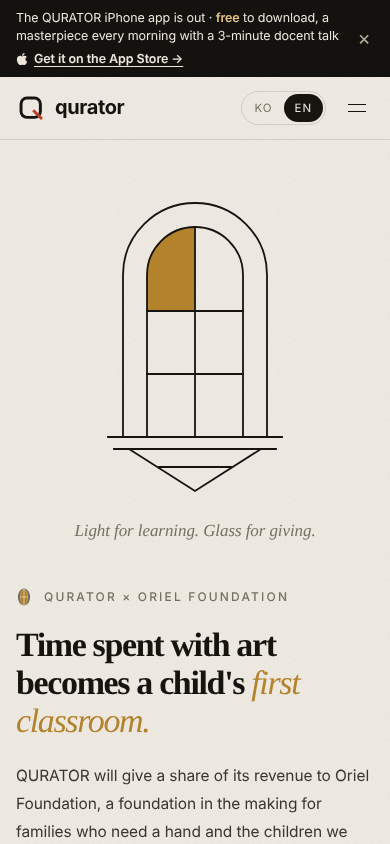 The QURATOR iPhone app is out · free to download, a
masterpiece every morning with a 3-minute docent talk
Get it on the App Store →
qurator
KO
EN
Light for learning. Glass for giving.
QURATOR × ORIEL FOUNDATION
Time spent with art
becomes a child's first
classroom.
QURATOR will give a share of its revenue to Oriel
Foundation, a foundation in the making for
families who need a hand and the children we